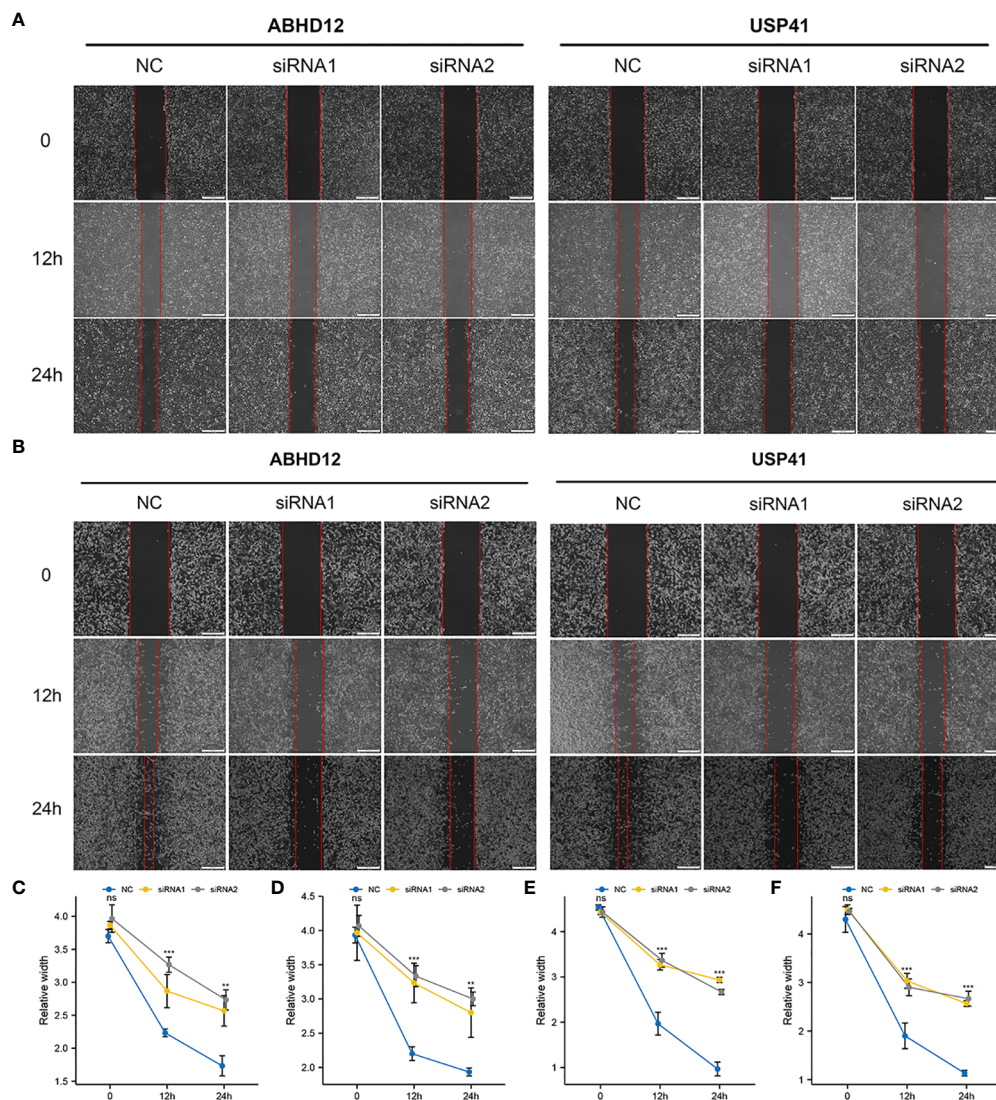 A
ABHD12 USP41
NC siRNA1 siRNA2 NC siRNA1 siRNA2
0
12h
24h
B
ABHD12 USP41
NC siRNA1 siRNA2 NC siRNA1 siRNA2
0
12h
24h
C
NC siRNA1 siRNA2
ns
4.0
3.5
***
3.0
**
2.5
2.0
1.5
Relative width
0 12h 24h
D
NC siRNA1 siRNA2
4.5
ns
4.0
3.5
***
3.0
**
2.5
2.0
Relative width
0 12h 24h
E
NC siRNA1 siRNA2
ns
4
***
3
***
2
1
Relative width
0 12h 24h
F
NC siRNA1 siRNA2
ns
4
***
3
***
2
1
Relative width
0 12h 24h